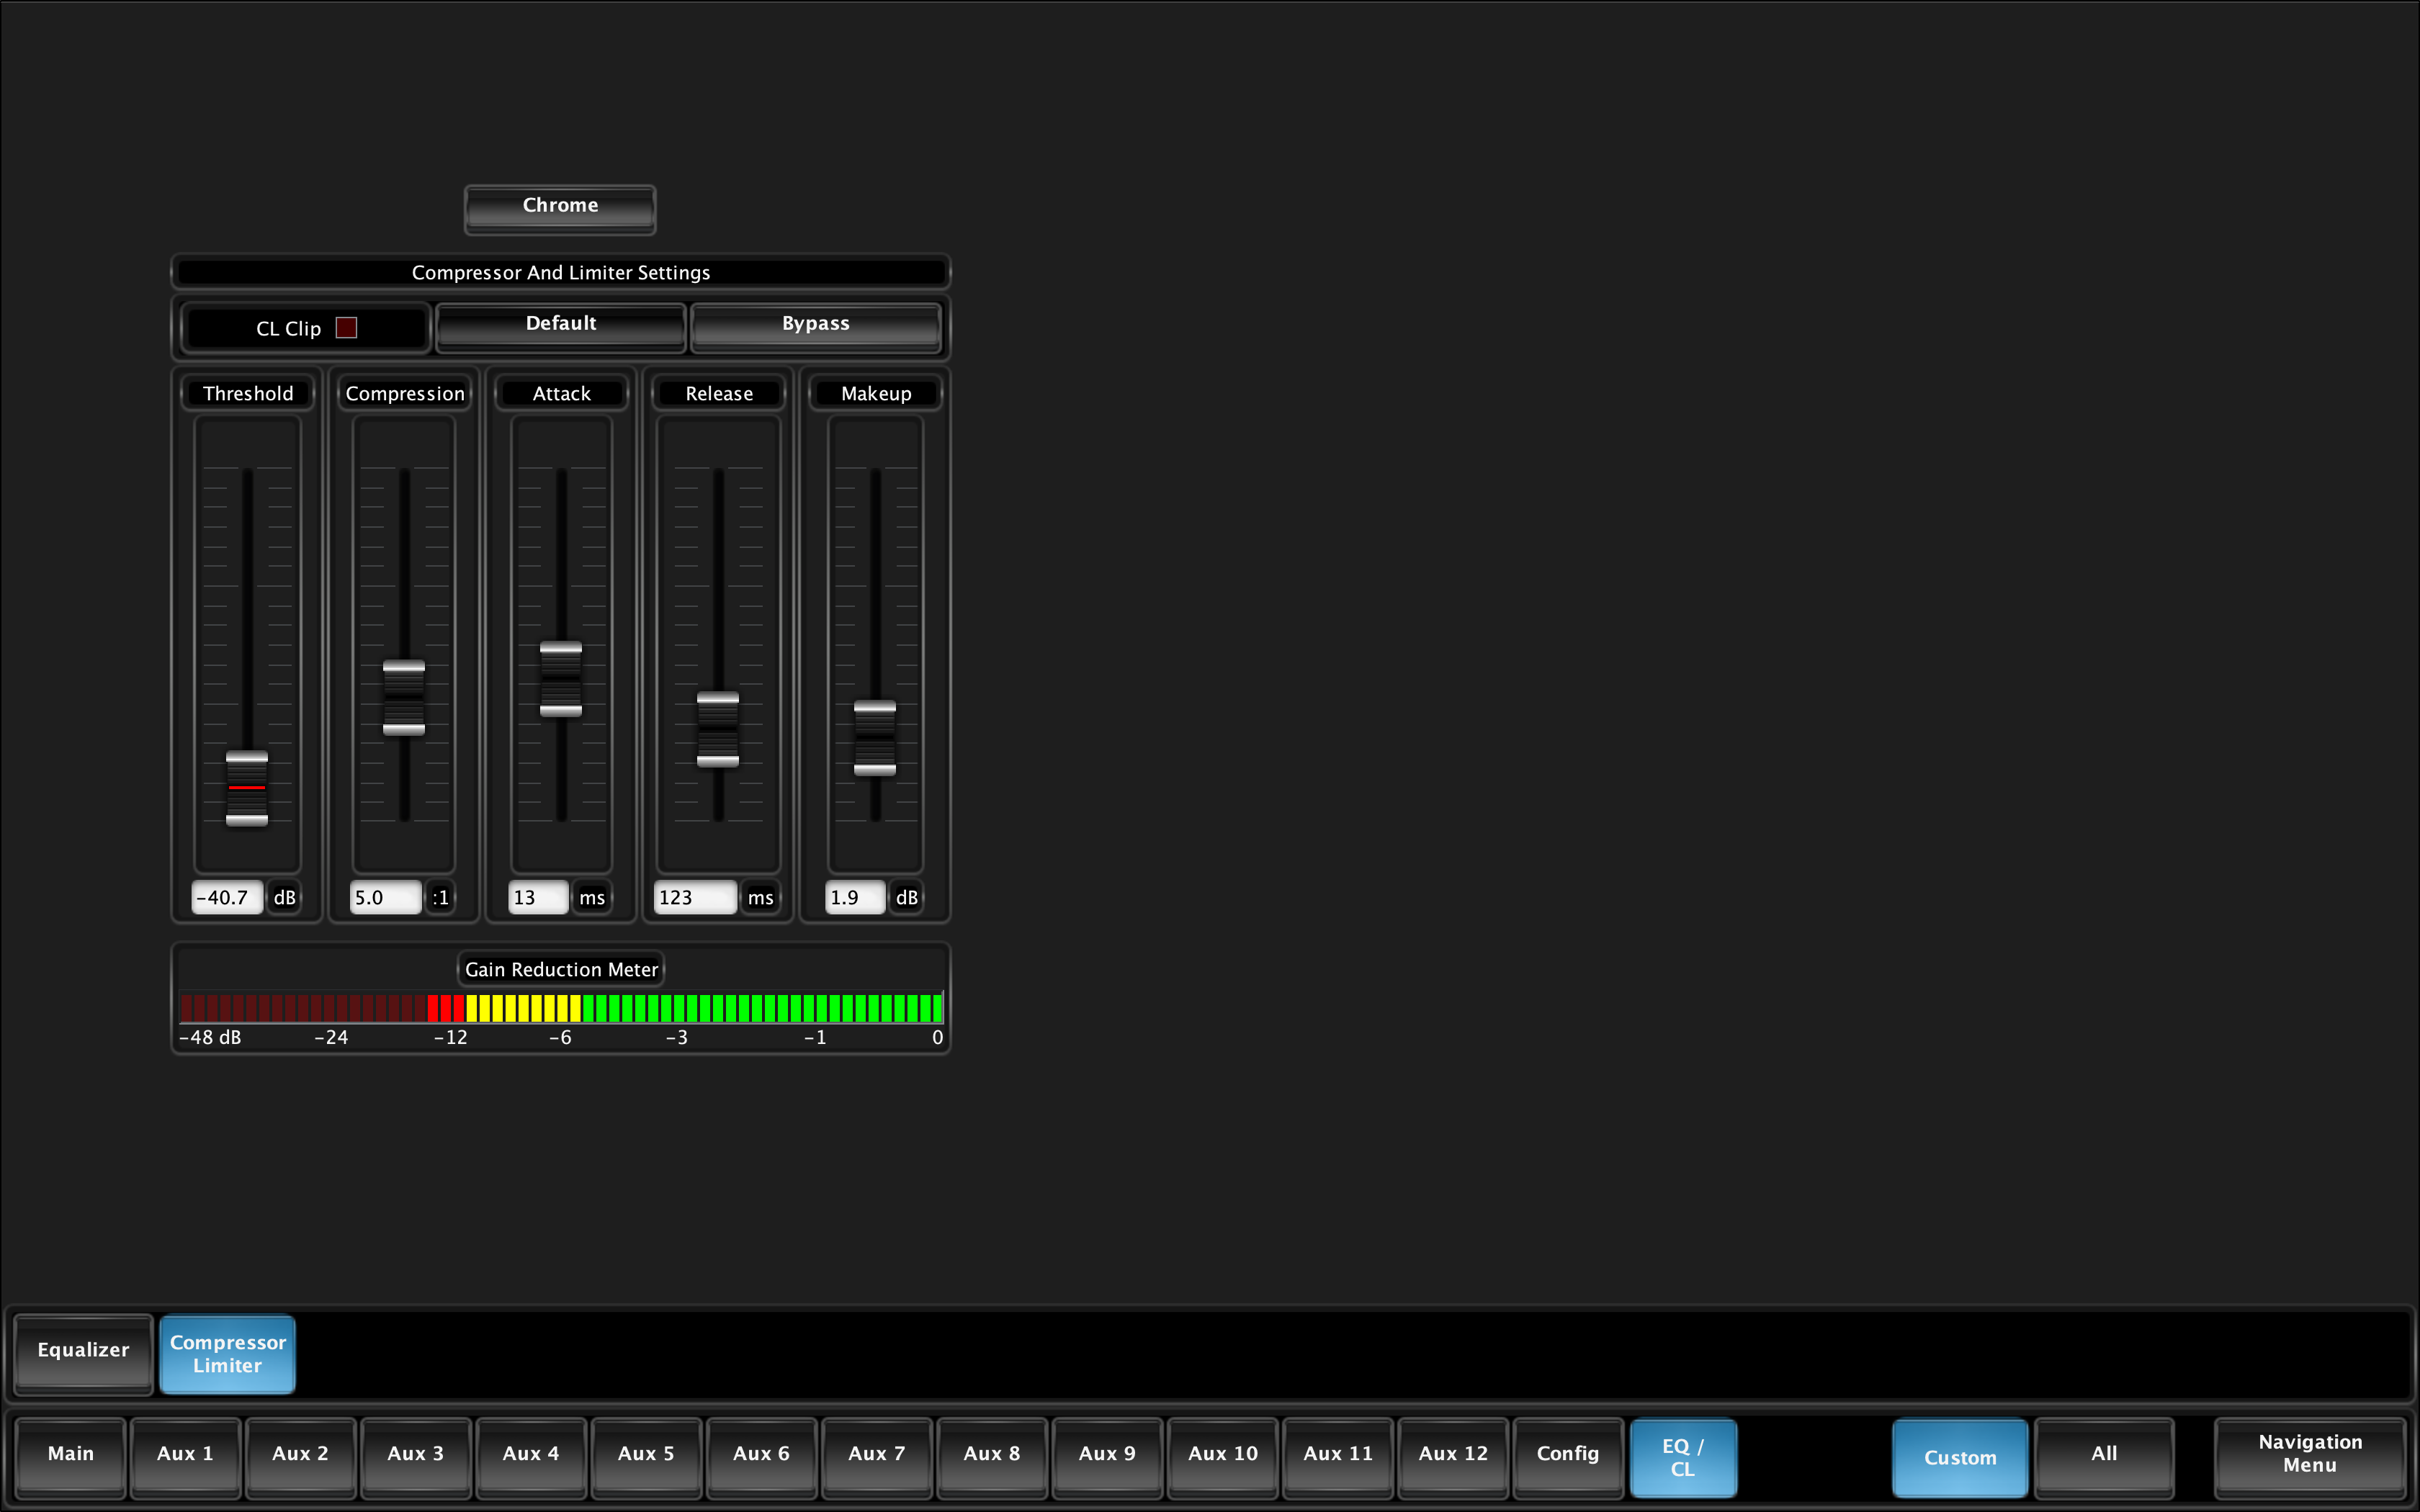 Chrome
Compressor And Limiter Settings
CL Clip Default Bypass
Threshold Compression Attack Release Makeup
-40.7 dB 5.0 :1 13 ms 123 ms 1.9 dB
Gain Reduction Meter
-48 dB -24 -12 -6 -3 -1 0
Equalizer
Compressor
Limiter
Main Aux 1 Aux 2 Aux 3 Aux 4 Aux 5 Aux 6 Aux 7 Aux 8 Aux 9 Aux 10 Aux 11 Aux 12 Config
EQ /
CL
Custom All
Navigation
Menu